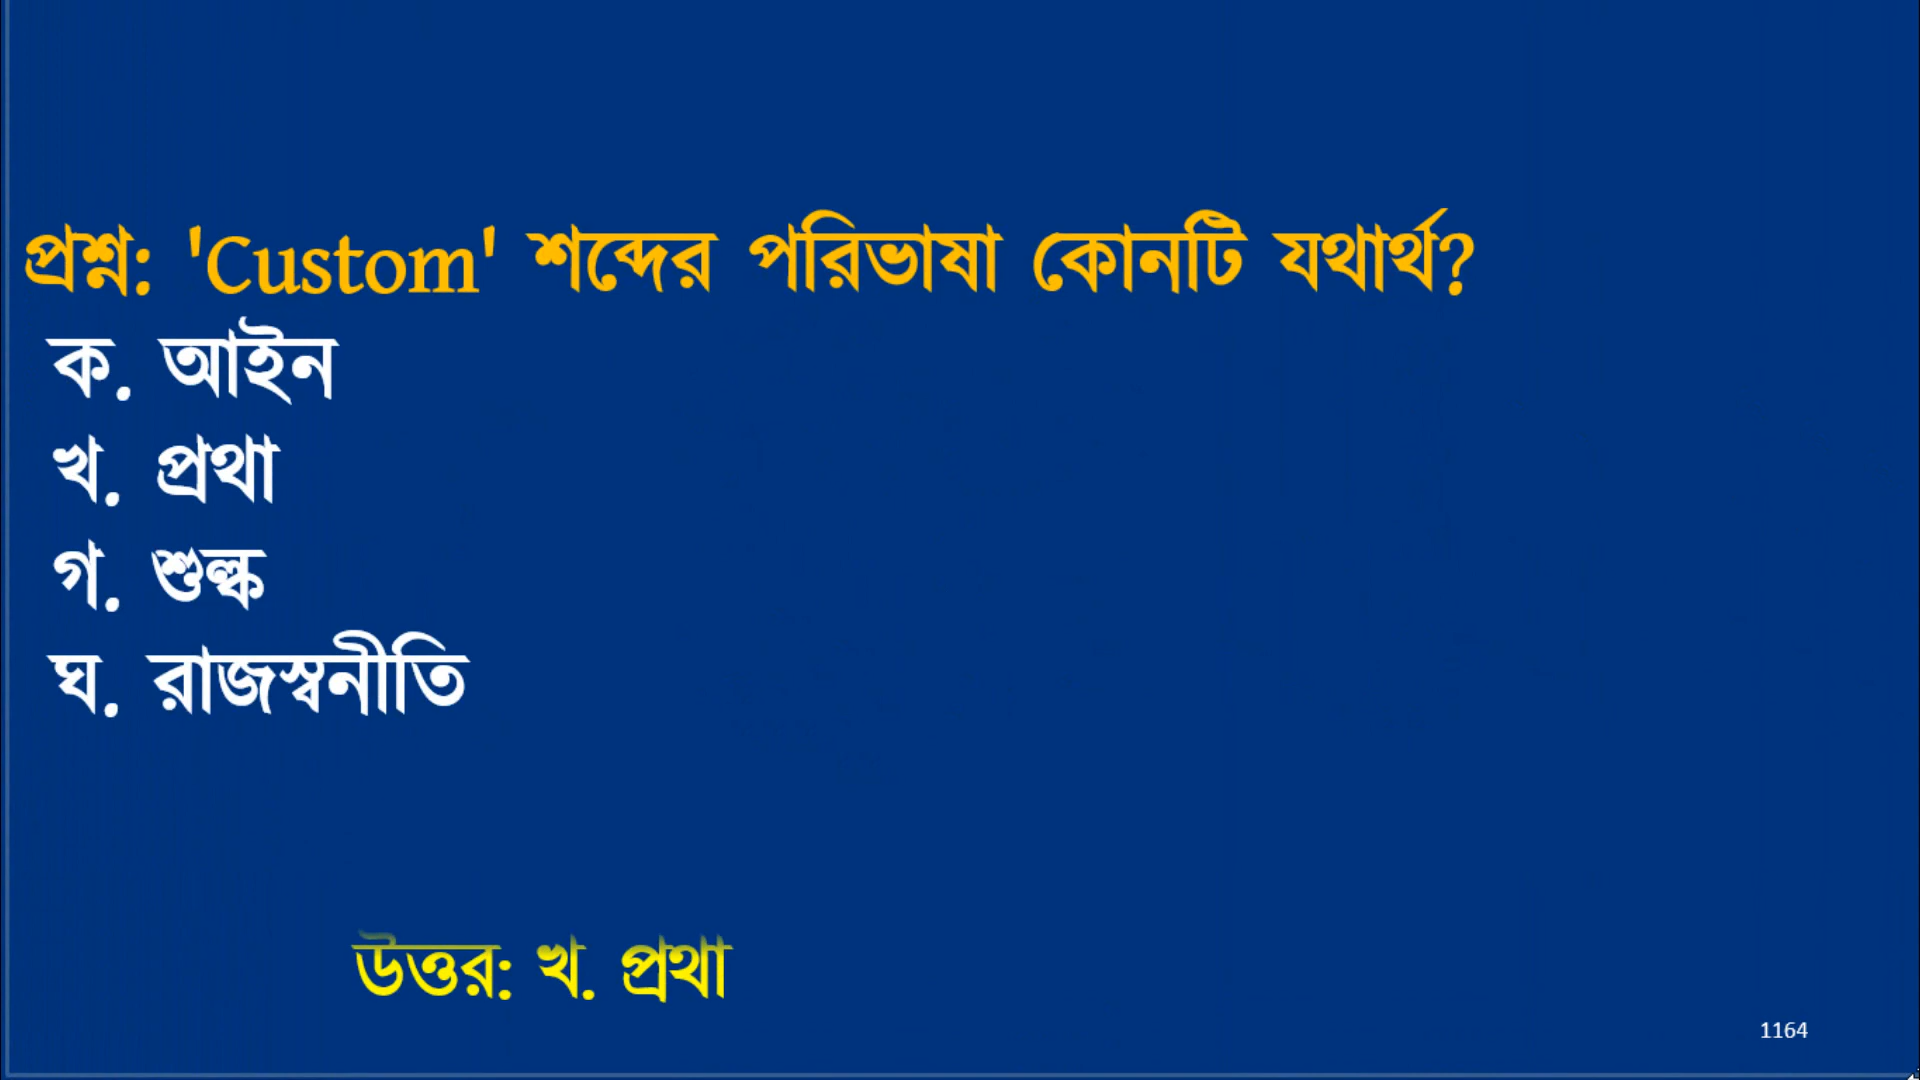 প্রশ্ন: 'Custom' শব্দের পরিভাষা কোনটি যথার্থ?
ক. আইন
খ. প্রথা
গ. শুল্ক
ঘ. রাজস্বনীতি
উত্তর: খ. প্রথা
1164